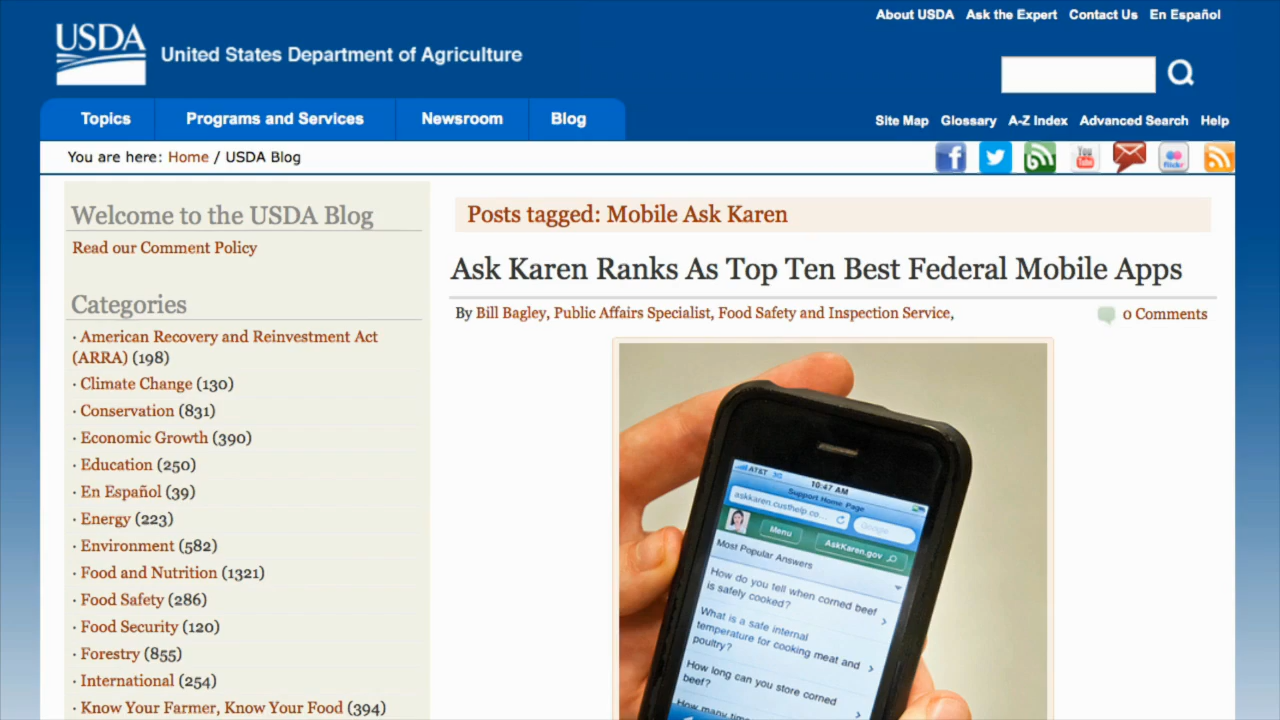 About USDA Ask the Expert Contact Us En Español
USDA
United States Department of Agriculture
Topics Programs and Services Newsroom Blog
Site Map Glossary A-Z Index Advanced Search Help
You are here: Home / USDA Blog
You Tube
flickr
Welcome to the USDA Blog
Read our Comment Policy
Categories
· American Recovery and Reinvestment Act
(ARRA) (198)
· Climate Change (130)
· Conservation (831)
· Economic Growth (390)
· Education (250)
· En Español (39)
· Energy (223)
· Environment (582)
· Food and Nutrition (1321)
· Food Safety (286)
· Food Security (120)
· Forestry (855)
· International (254)
· Know Your Farmer, Know Your Food (394)
Posts tagged: Mobile Ask Karen
Ask Karen Ranks As Top Ten Best Federal Mobile Apps
By Bill Bagley, Public Affairs Specialist, Food Safety and Inspection Service,
0 Comments
AT&T 3G
10:47 AM
Support Home Page
askkaren.custhelp.co... Google
Menu AskKaren.gov
Most Popular Answers
How do you tell when corned beef
is safely cooked?
What is a safe internal
temperature for cooking meat and
poultry?
How long can you store corned
beef?
How many